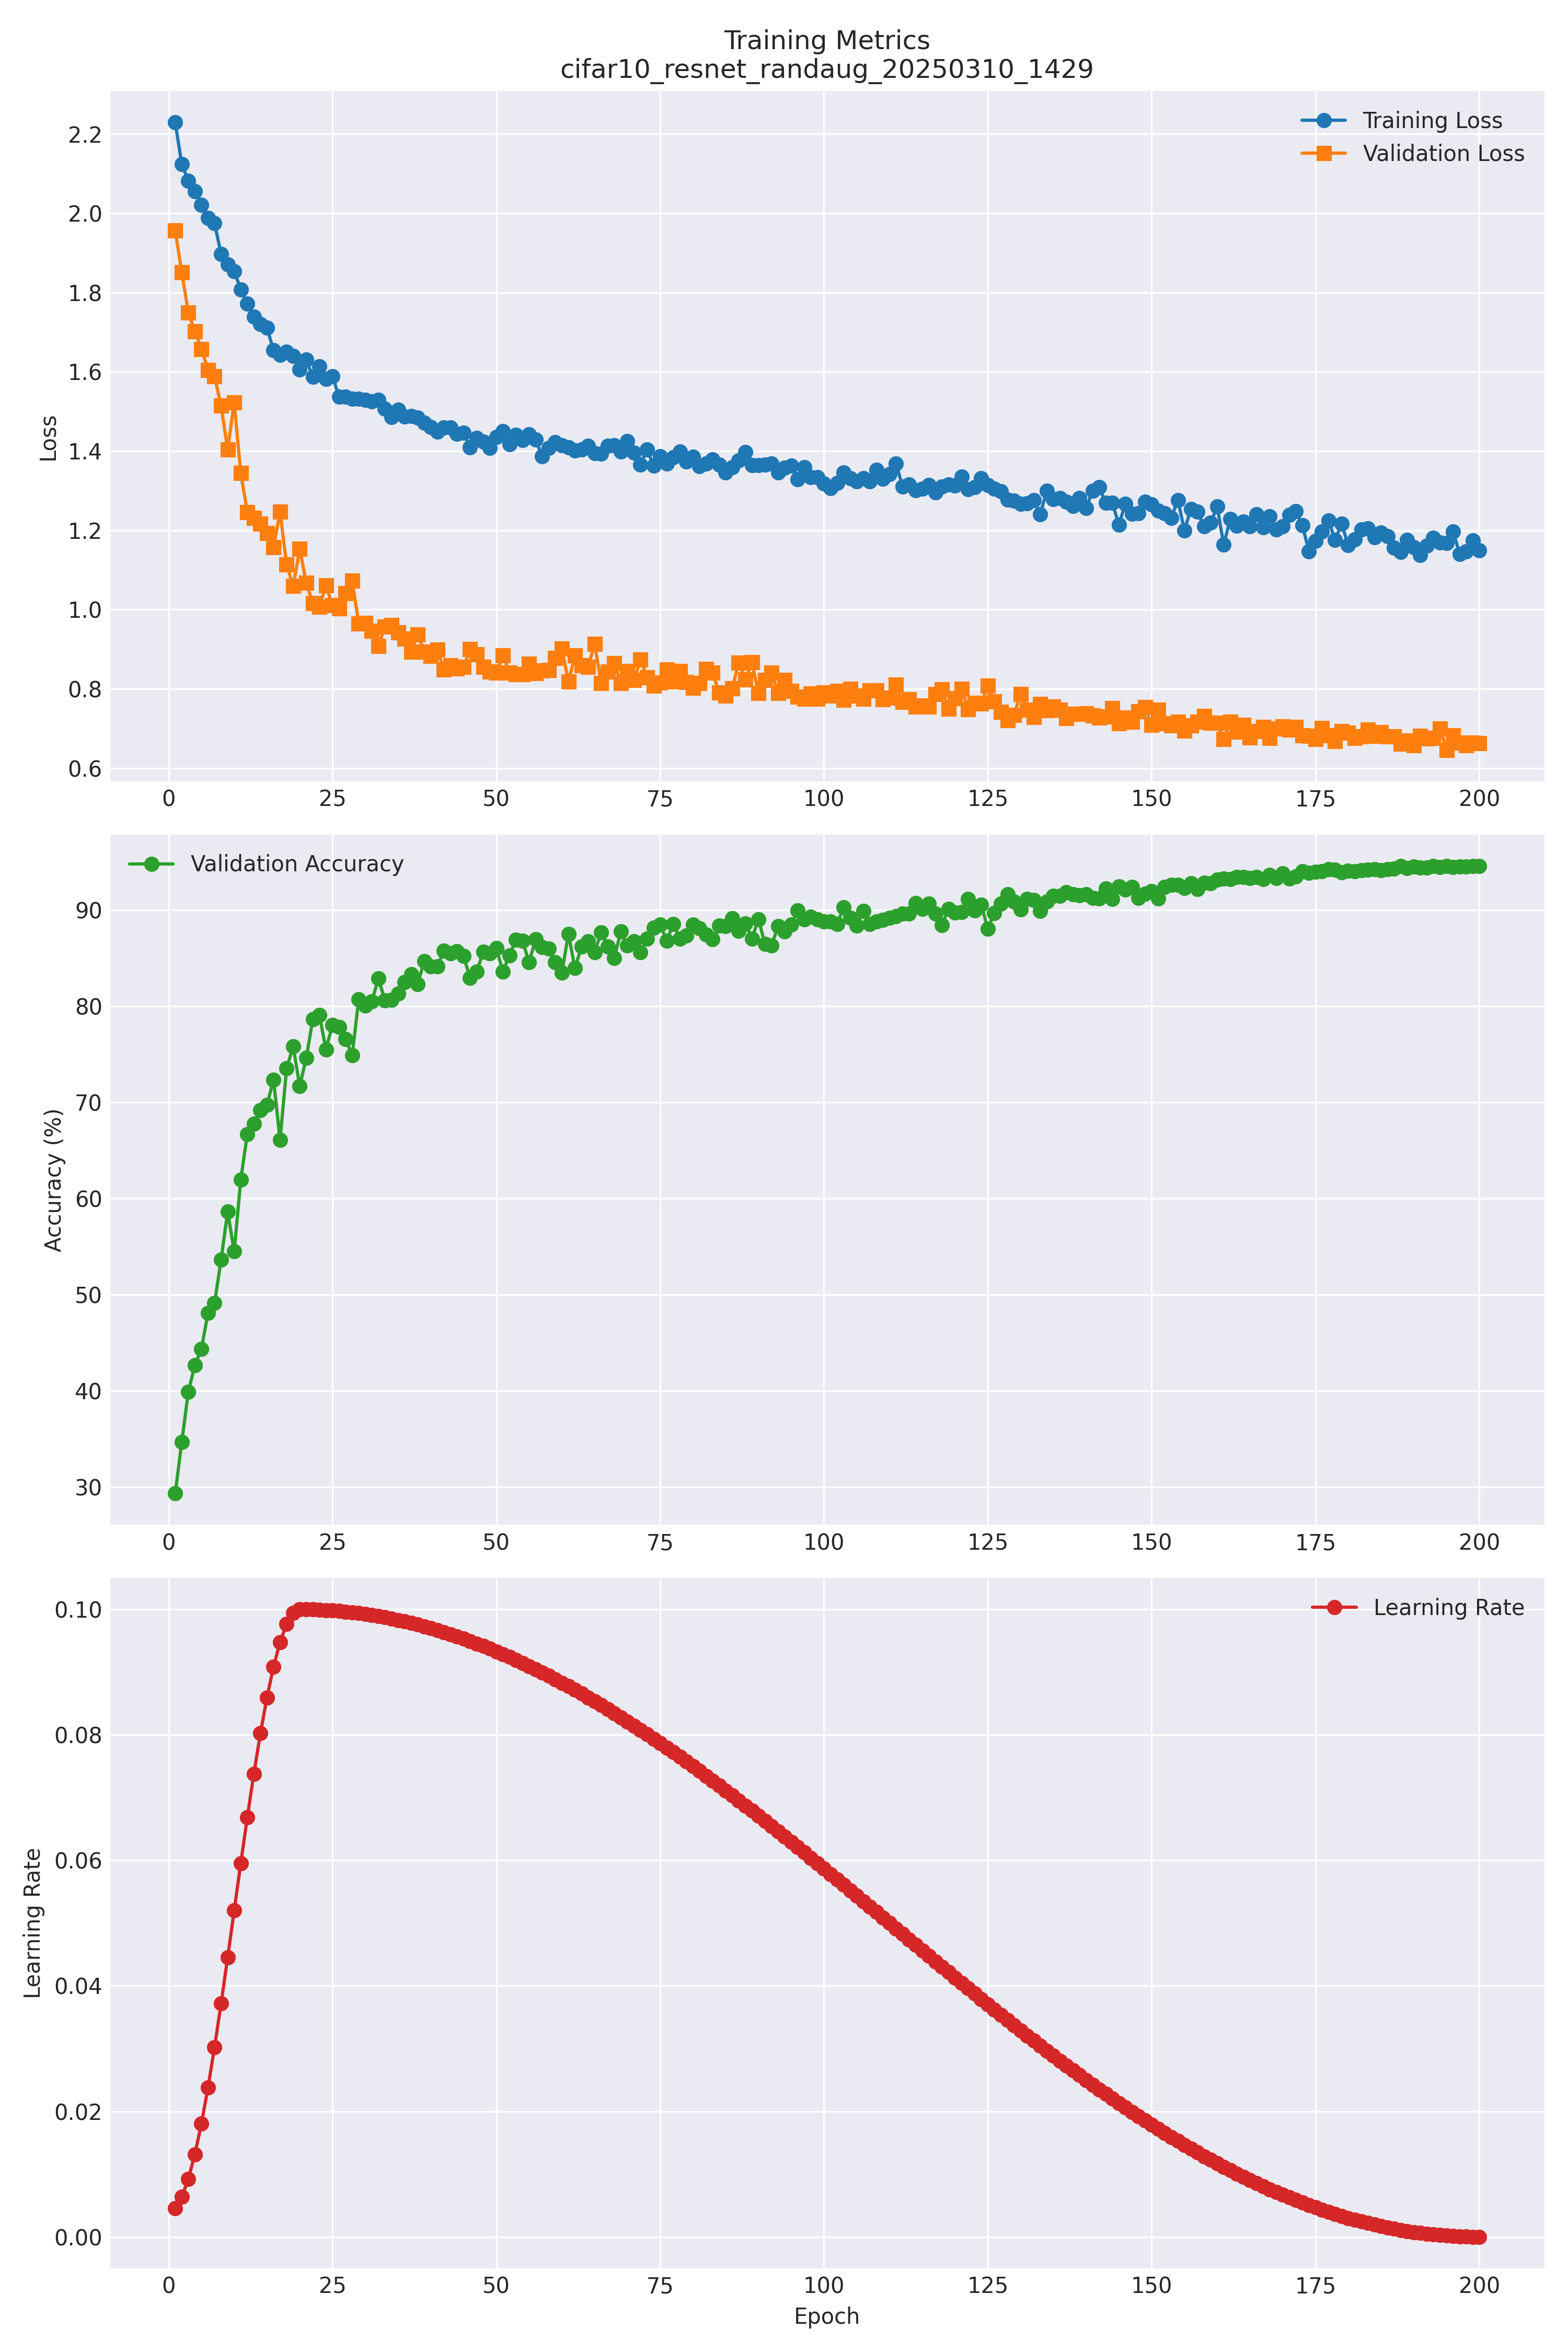 Training Metrics
cifar10_resnet_randaug_20250310_1429
Training Loss
Validation Loss
2.2
2.0
1.8
1.6
1.4
1.2
1.0
0.8
0.6
Loss
0 25 50 75 100 125 150 175 200
Validation Accuracy
90
80
70
60
50
40
30
Accuracy (%)
0 25 50 75 100 125 150 175 200
Learning Rate
0.10
0.08
0.06
0.04
0.02
0.00
Learning Rate
0 25 50 75 100 125 150 175 200
Epoch